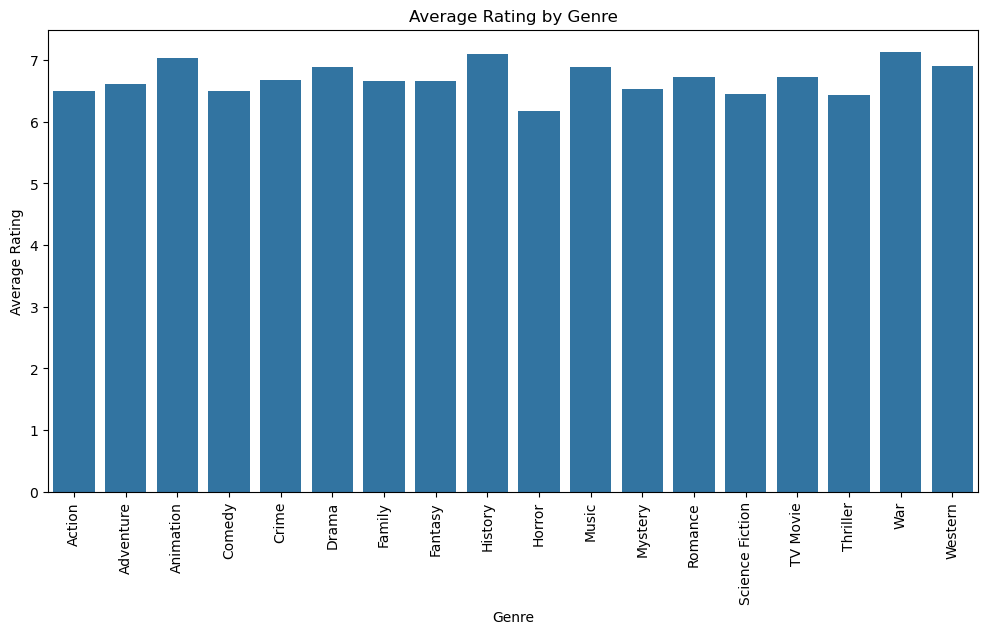 Average Rating by Genre
Average Rating
7
6
5
4
3
2
1
0
Action
Adventure
Animation
Comedy
Crime
Drama
Family
Fantasy
History
Horror
Music
Mystery
Romance
Science Fiction
TV Movie
Thriller
War
Western
Genre